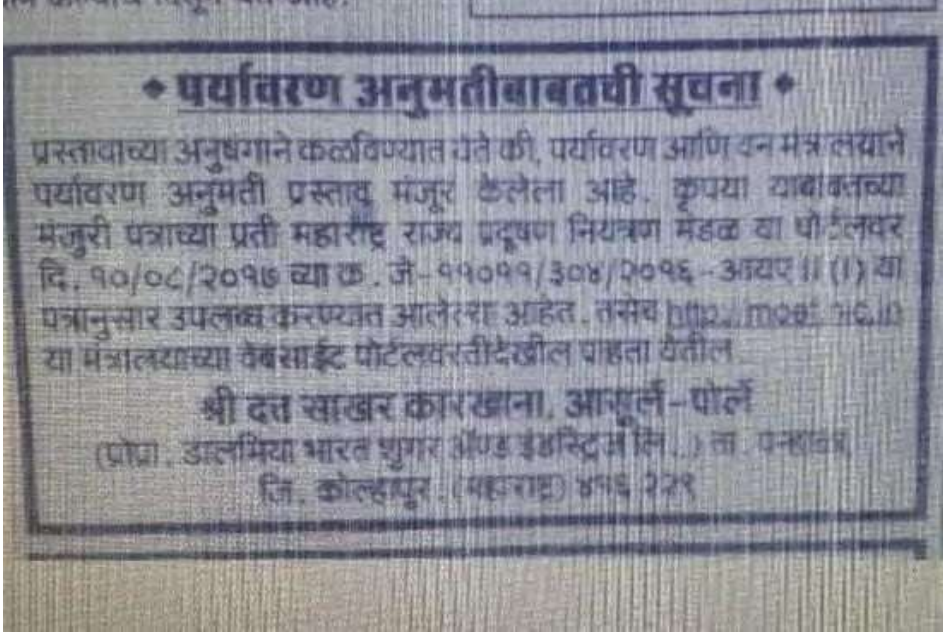 ◆ पर्यावरण अनुमतीबाबतची सूचना ◆
प्रस्तावाच्या अनुषंगाने कळविण्यात येते की, पर्यावरण आणि वन मंत्रालयाने
पर्यावरण अनुमती प्रस्ताव मंजूर केलेला आहे. कृपया याबाबतच्या
मंजुरी पत्राच्या प्रती महाराष्ट्र राज्य प्रदूषण नियंत्रण मंडळ या पोर्टलवर
दि. १०/०८/२०१७ च्या क्र. जे-११०११/३०४/२०१६-आयए II (I) या
पत्रानुसार उपलब्ध करण्यात आलेल्या आहेत. तसेच
या मंत्रालयाच्या वेबसाईट पोर्टलवरतीदेखील पाहता येतील.
श्री दत्त साखर कारखाना, आसुर्ले-पोर्ले
(प्रोप्रा. डालमिया भारत शुगर अॅण्ड इंडस्ट्रिज लि.,) ता. पन्हाळा
जि. कोल्हापूर. (महाराष्ट्र) ४१६ २२९